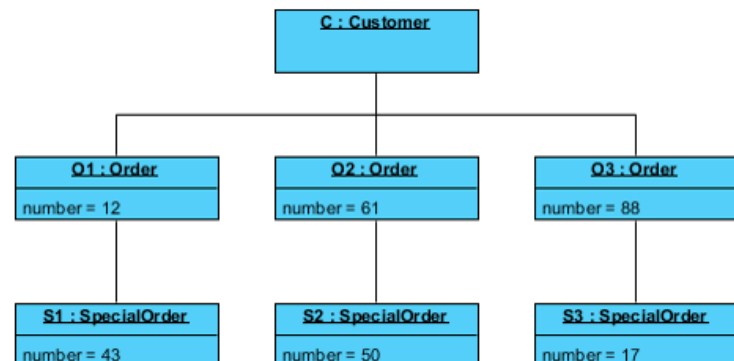 C : Customer
O1 : Order
O2 : Order
O3 : Order
number = 12
number = 61
number = 88
S1 : SpecialOrder
S2 : SpecialOrder
S3 : SpecialOrder
number = 43
number = 50
number = 17